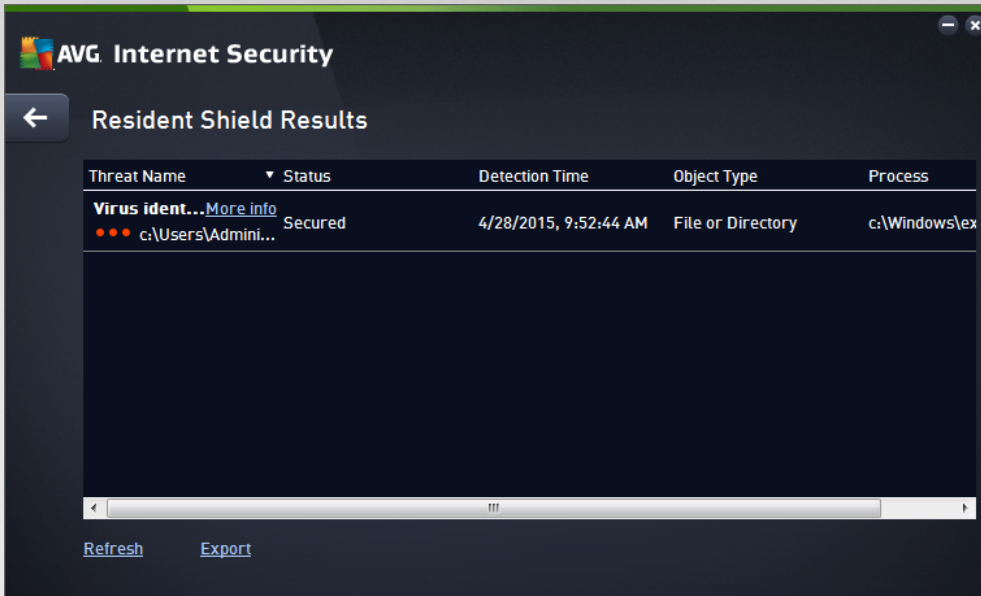 AVG Internet Security
Resident Shield Results
Threat Name Status Detection Time Object Type Process
Virus ident... More info
c:\Users\Admini... Secured 4/28/2015, 9:52:44 AM File or Directory c:\Windows\ex
Refresh Export